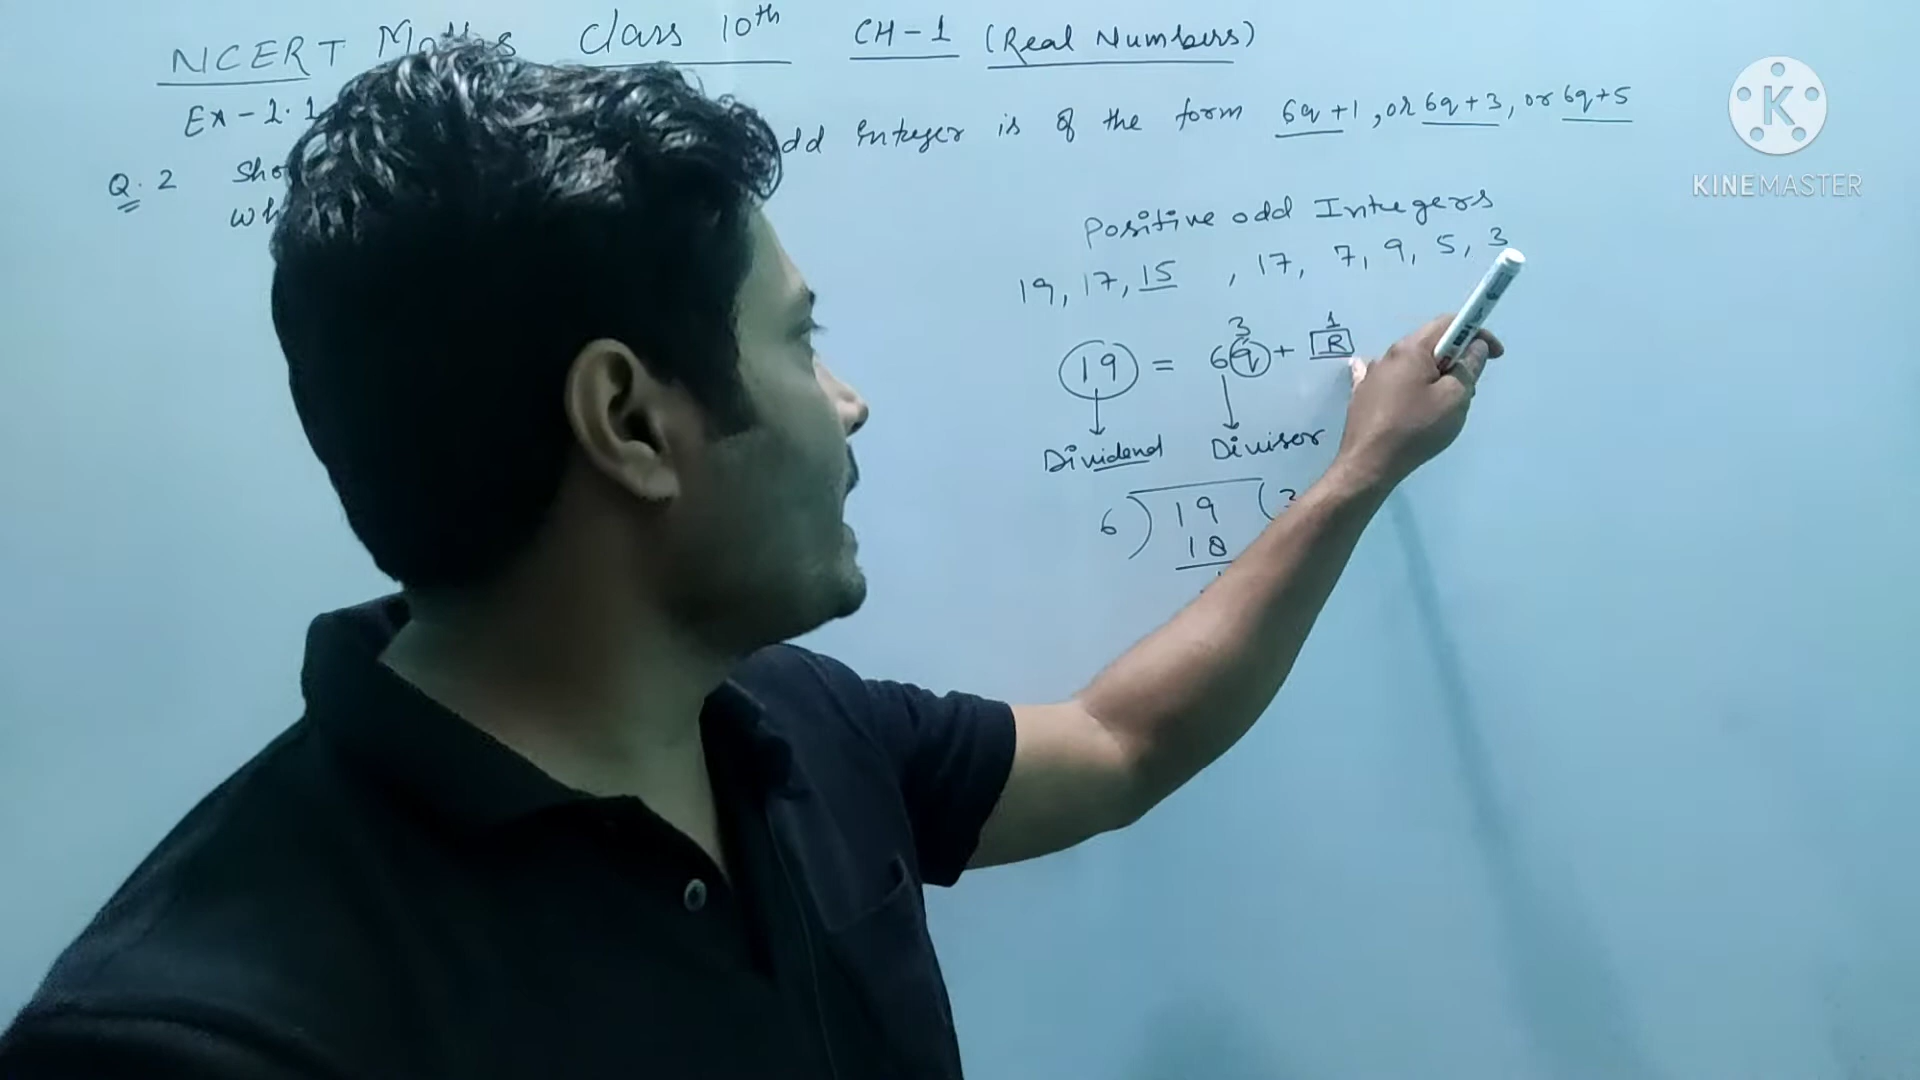 NCERT Maths Class 10th CH-1 (Real Numbers)
Ex-1.1
Q.2 Sho dd Integer is of the form 6q+1, or 6q+3, or 6q+5
wh
Positive odd Integers
19, 17, 15 , 17, 7, 9, 5, 3
3 1
19 = 6q + R
Dividend Divisor
6) 19 (3
18
1
K
KINEMASTER